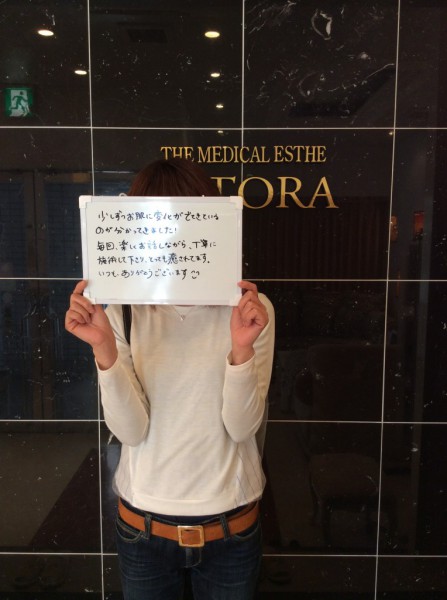 THE MEDICAL ESTHE
TORA
少しずつお肌に変化がでてきている
のが分かってきました!
毎回、楽しくお話しながら、丁寧に
施術して下さり、とっても癒されてます。
いつも、ありがとうございます